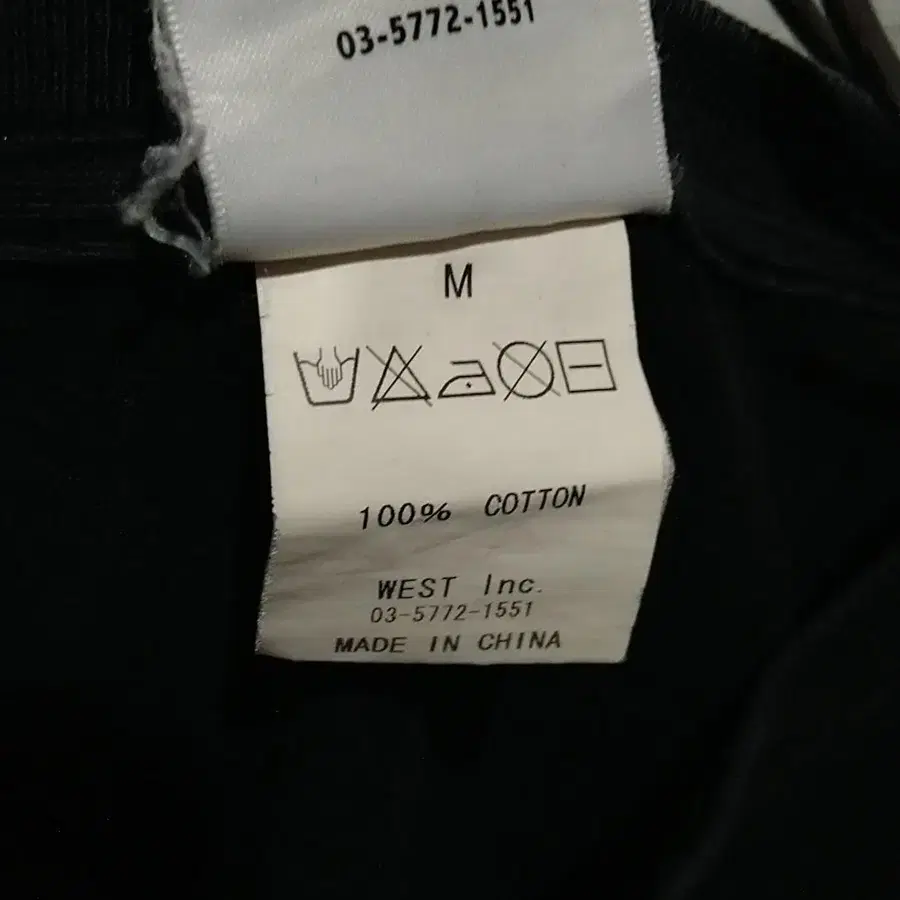 03-5772-1551
M
100% COTTON
WEST Inc.
03-5772-1551
MADE IN CHINA